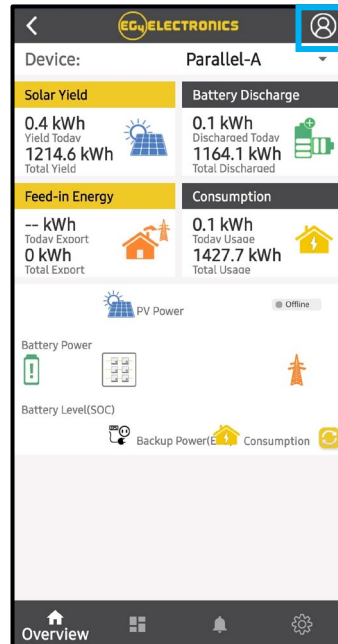 EG4 ELECTRONICS
Device: Parallel-A
Solar Yield
0.4 kWh
Yield Today
1214.6 kWh
Total Yield
Battery Discharge
0.1 kWh
Discharged Today
1164.1 kWh
Total Discharged
Feed-in Energy
-- kWh
Today Export
0 kWh
Total Export
Consumption
0.1 kWh
Today Usage
1427.7 kWh
Total Usage
PV Power
Offline
Battery Power
Battery Level(SOC)
Backup Power(E
Consumption
Overview